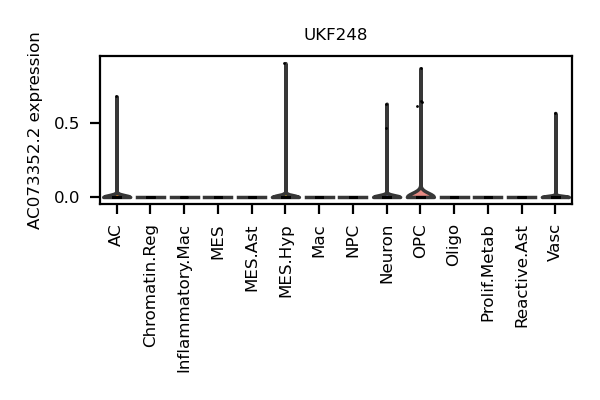 UKF248
AC073352.2 expression
0.5
0.0
AC
Chromatin.Reg
Inflammatory.Mac
MES
MES.Ast
MES.Hyp
Mac
NPC
Neuron
OPC
Oligo
Prolif.Metab
Reactive.Ast
Vasc